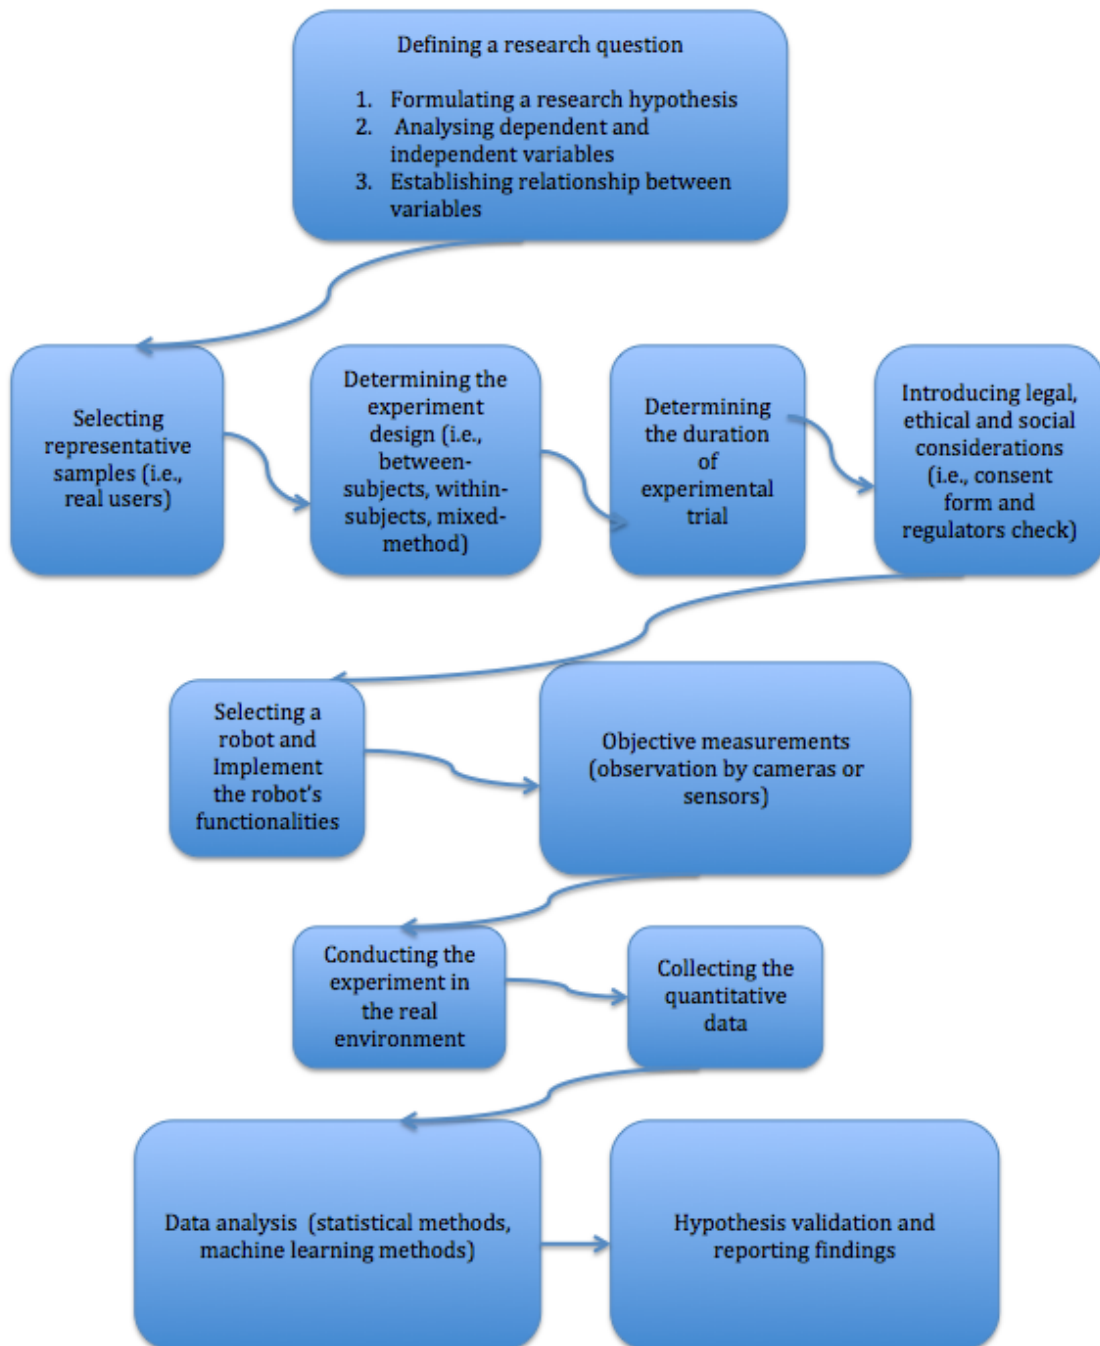 Defining a research question
1. Formulating a research hypothesis
2. Analysing dependent and
independent variables
3. Establishing relationship between
variables
Selecting
representative
samples (i.e.,
real users)
Determining the
experiment
design (i.e.,
between-
subjects, within-
subjects, mixed-
method)
Determining
the duration
of
experimental
trial
Introducing legal,
ethical and social
considerations
(i.e., consent
form and
regulators check)
Selecting a
robot and
Implement
the robot's
functionalities
Objective measurements
(observation by cameras or
sensors)
Conducting the
experiment in
the real
environment
Collecting the
quantitative
data
Data analysis (statistical methods,
machine learning methods)
Hypothesis validation and
reporting findings